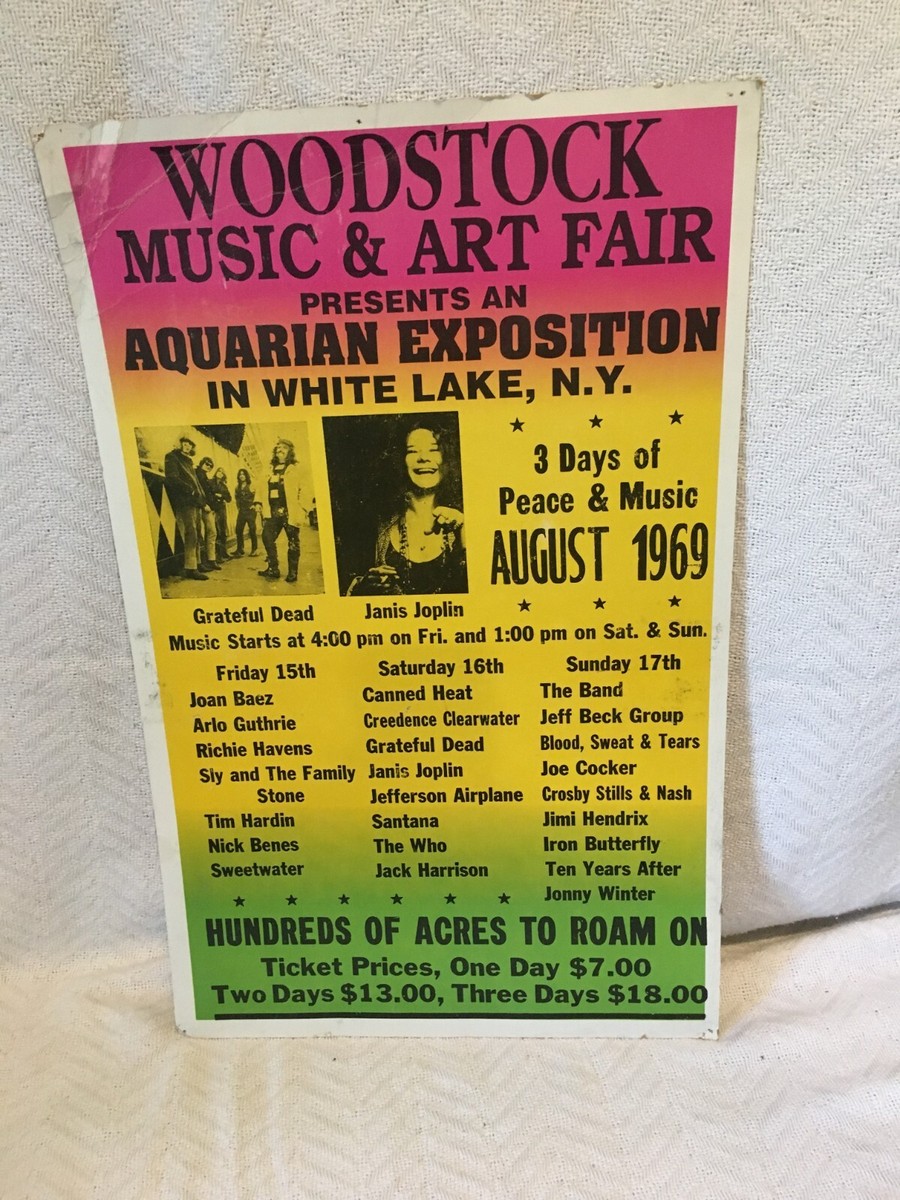 WOODSTOCK
MUSIC & ART FAIR
PRESENTS AN
AQUARIAN EXPOSITION
IN WHITE LAKE, N.Y.
3 Days of
Peace & Music
AUGUST 1969
Grateful Dead
Janis Joplin
Music Starts at 4:00 pm on Fri. and 1:00 pm on Sat. & Sun.
Friday 15th
Joan Baez
Arlo Guthrie
Richie Havens
Sly and The Family
Stone
Tim Hardin
Nick Benes
Sweetwater
Saturday 16th
Canned Heat
Creedence Clearwater
Grateful Dead
Janis Joplin
Jefferson Airplane
Santana
The Who
Jack Harrison
Sunday 17th
The Band
Jeff Beck Group
Blood, Sweat & Tears
Joe Cocker
Crosby Stills & Nash
Jimi Hendrix
Iron Butterfly
Ten Years After
Jonny Winter
HUNDREDS OF ACRES TO ROAM ON
Ticket Prices, One Day $7.00
Two Days $13.00, Three Days $18.00